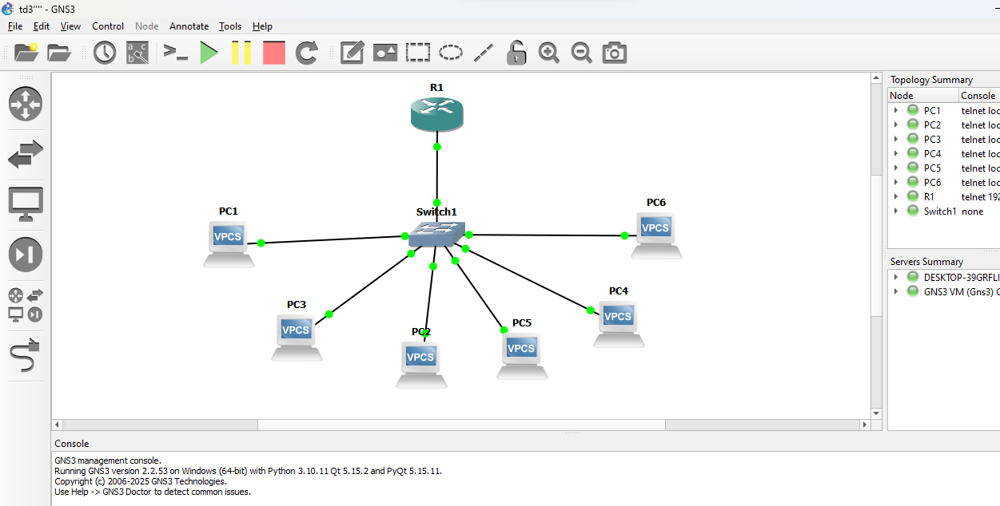 td3"" - GNS3
File Edit View Control Node Annotate Tools Help
R1
Switch1
PC1
VPCS
PC6
VPCS
PC3
VPCS
PC2
VPCS
PC5
VPCS
PC4
VPCS
Topology Summary
Node Console
PC1 telnet loc
PC2 telnet loc
PC3 telnet loc
PC4 telnet loc
PC5 telnet loc
PC6 telnet loc
R1 telnet 192
Switch1 none
Servers Summary
DESKTOP-39GRFLI
GNS3 VM (Gns3) C
Console
GNS3 management console.
Running GNS3 version 2.2.53 on Windows (64-bit) with Python 3.10.11 Qt 5.15.2 and PyQt 5.15.11.
Copyright (c) 2006-2025 GNS3 Technologies.
Use Help -> GNS3 Doctor to detect common issues.